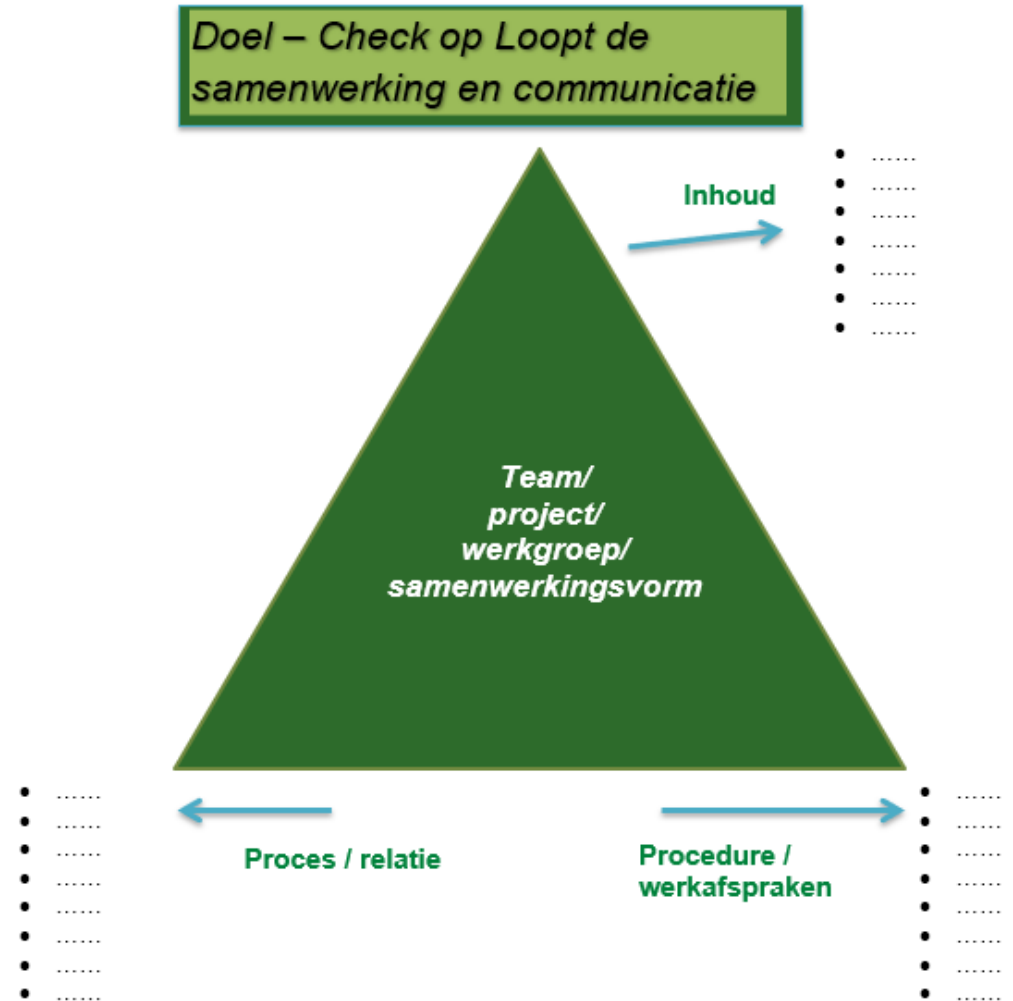 Doel – Check op Loopt de
samenwerking en communicatie
Inhoud
• ......
• ......
• ......
• ......
• ......
• ......
• ......
Team/
project/
werkgroep/
samenwerkingsvorm
• ......
• ......
• ......
• ......
• ......
• ......
• ......
• ......
Proces / relatie
Procedure /
werkafspraken
• ......
• ......
• ......
• ......
• ......
• ......
• ......
• ......